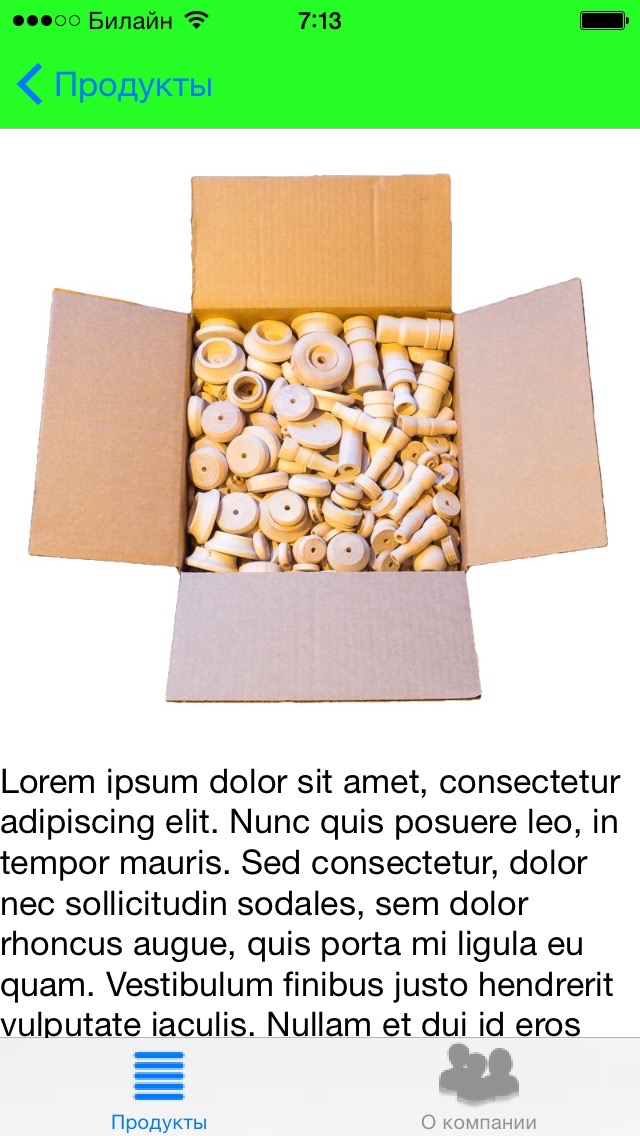 Билайн 7:13
Продукты
Lorem ipsum dolor sit amet, consectetur
adipiscing elit. Nunc quis posuere leo, in
tempor mauris. Sed consectetur, dolor
nec sollicitudin sodales, sem dolor
rhoncus augue, quis porta mi ligula eu
quam. Vestibulum finibus justo hendrerit
vulputate iaculis. Nullam et dui id eros
Продукты О компании